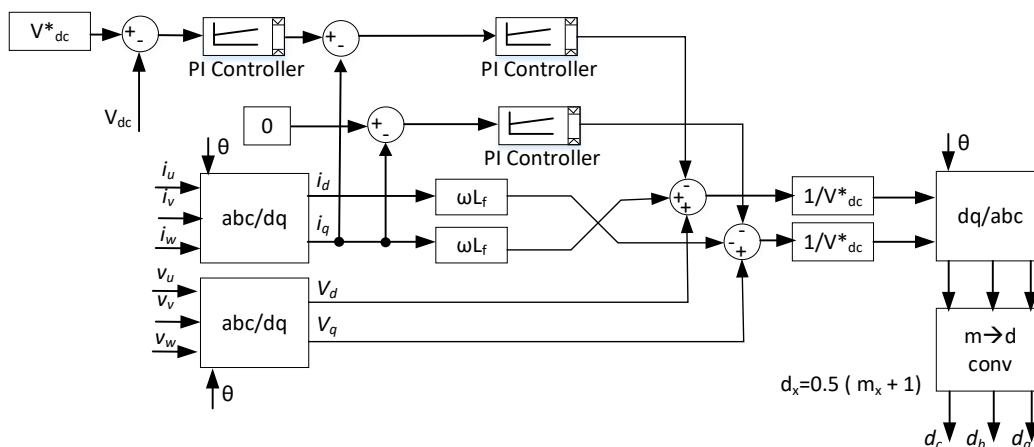 V*dc
+
-
PI Controller
+
-
PI Controller
Vdc
0
+
-
PI Controller
θ
iu
iv
iw
abc/dq
id
iq
ωLf
ωLf
-
+
+
-
-
+
1/V*dc
1/V*dc
θ
dq/abc
vu
vv
vw
abc/dq
Vd
Vq
θ
m→d
conv
dx=0.5 ( mx + 1)
dc
db
da